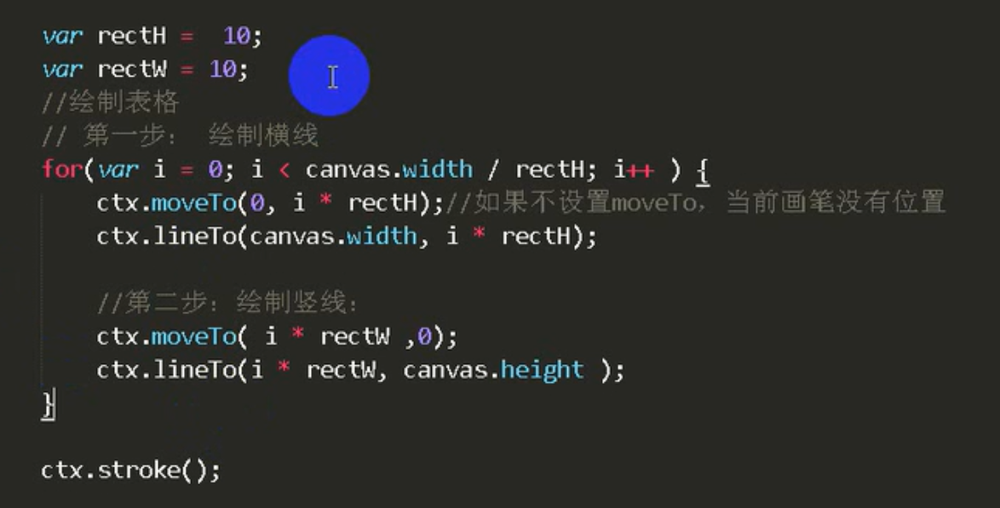 var rectH =  10;
var rectW = 10;
//绘制表格
// 第一步： 绘制横线
for(var i = 0; i < canvas.width / rectH; i++ ) {
    ctx.moveTo(0, i * rectH);//如果不设置moveTo，当前画笔没有位置
    ctx.lineTo(canvas.width, i * rectH);
    //第二步：绘制竖线：
    ctx.moveTo( i * rectW ,0);
    ctx.lineTo(i * rectW, canvas.height );
}
ctx.stroke();